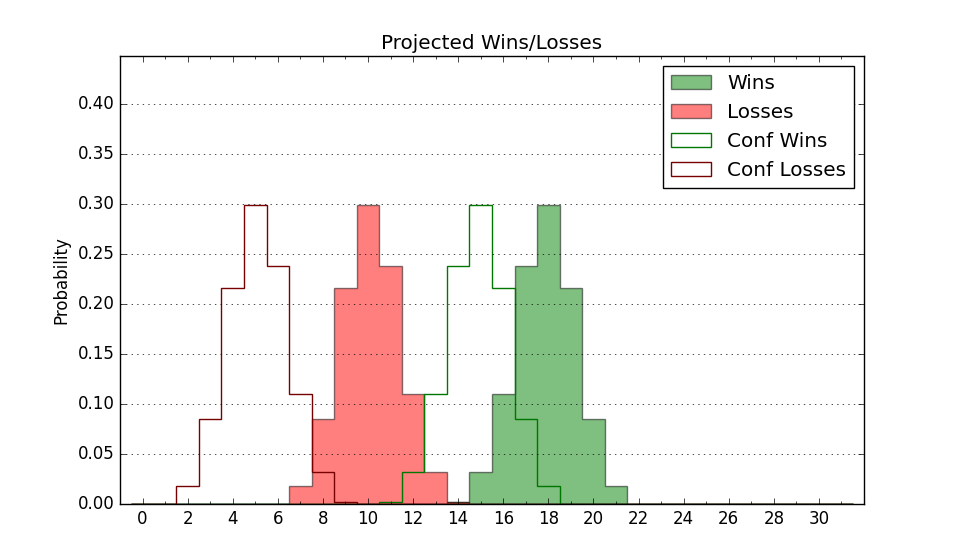 Projected Wins/Losses
Wins
Losses
Conf Wins
Conf Losses
Probability
0.40
0.35
0.30
0.25
0.20
0.15
0.10
0.05
0.00
0 2 4 6 8 10 12 14 16 18 20 22 24 26 28 30